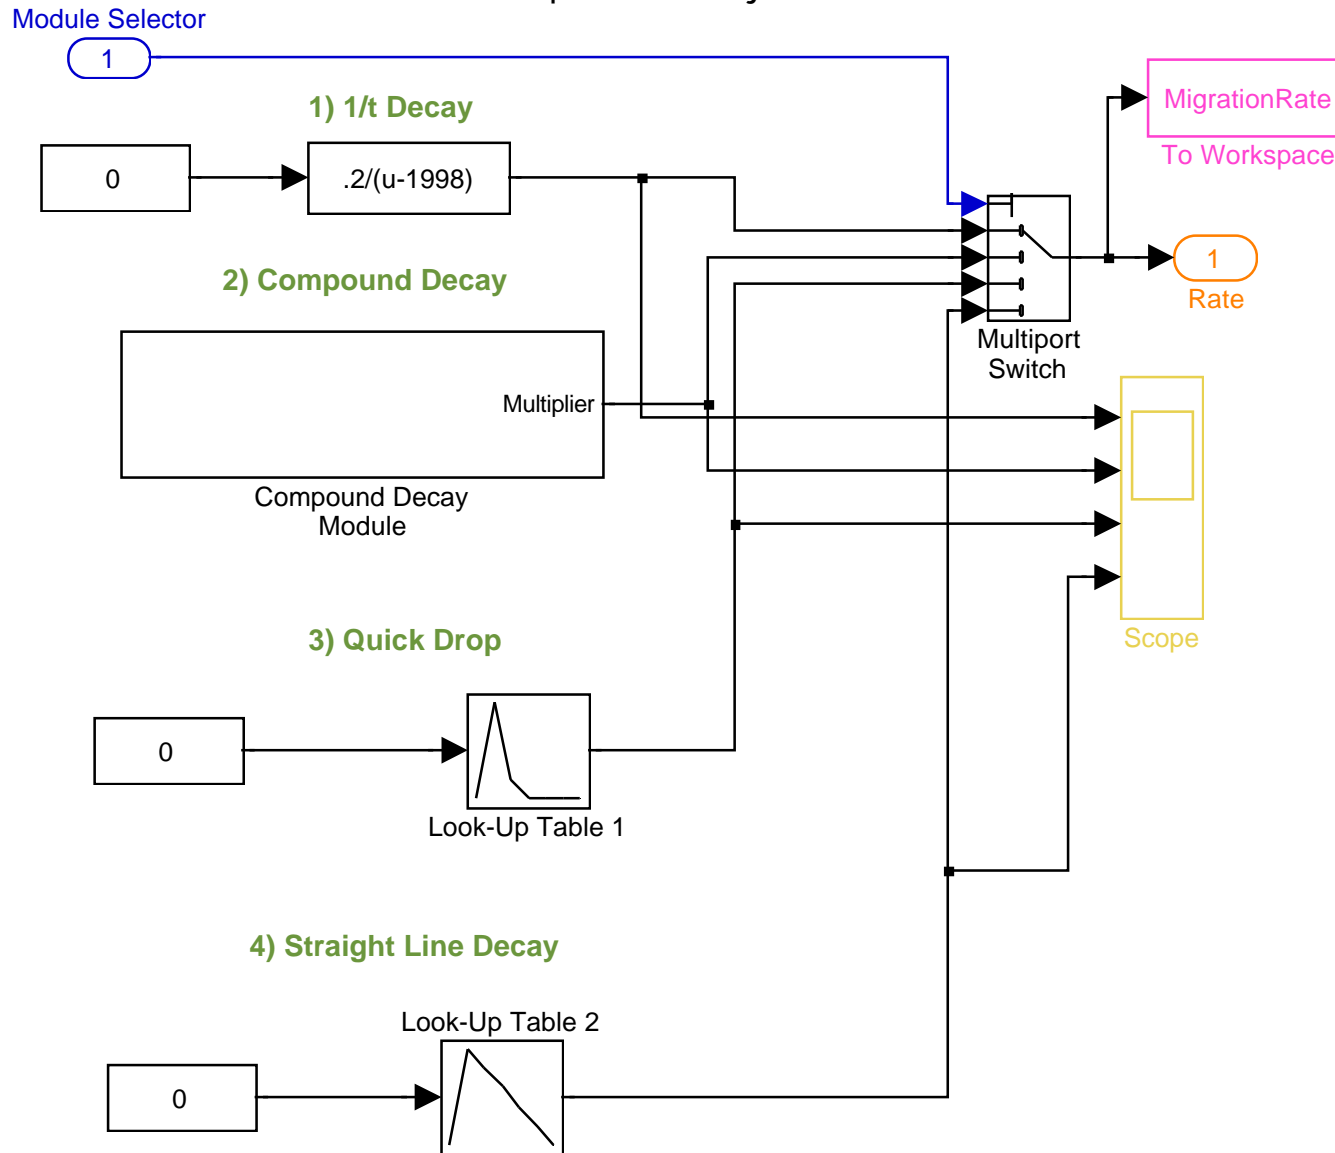 Module Selector
1
1) 1/t Decay
MigrationRate
To Workspace
0
.2/(u-1998)
1
Rate
2) Compound Decay
Multiport
Switch
Multiplier
Compound Decay
Module
3) Quick Drop
Scope
0
Look-Up Table 1
4) Straight Line Decay
Look-Up Table 2
0